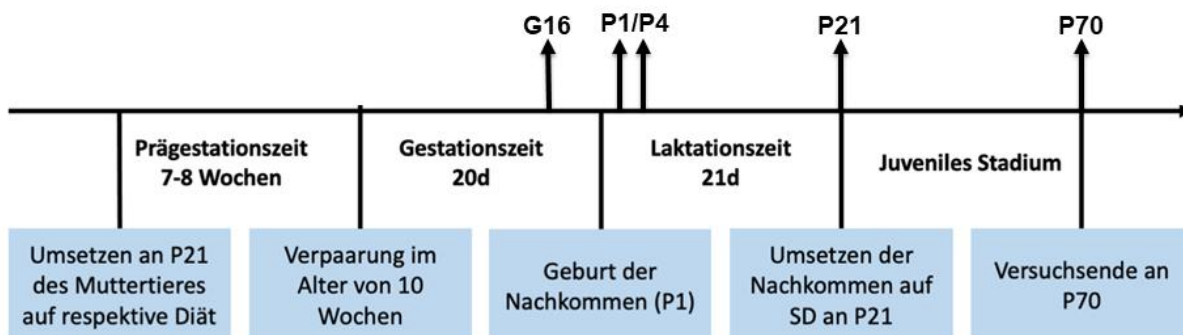 G16
P1/P4
P21
P70
Prägestationszeit
7-8 Wochen
Gestationszeit
20d
Laktationszeit
21d
Juveniles Stadium
Umsetzen an P21
des Muttertieres
auf respektive Diät
Verpaarung im
Alter von 10
Wochen
Geburt der
Nachkommen (P1)
Umsetzen der
Nachkommen auf
SD an P21
Versuchsende an
P70